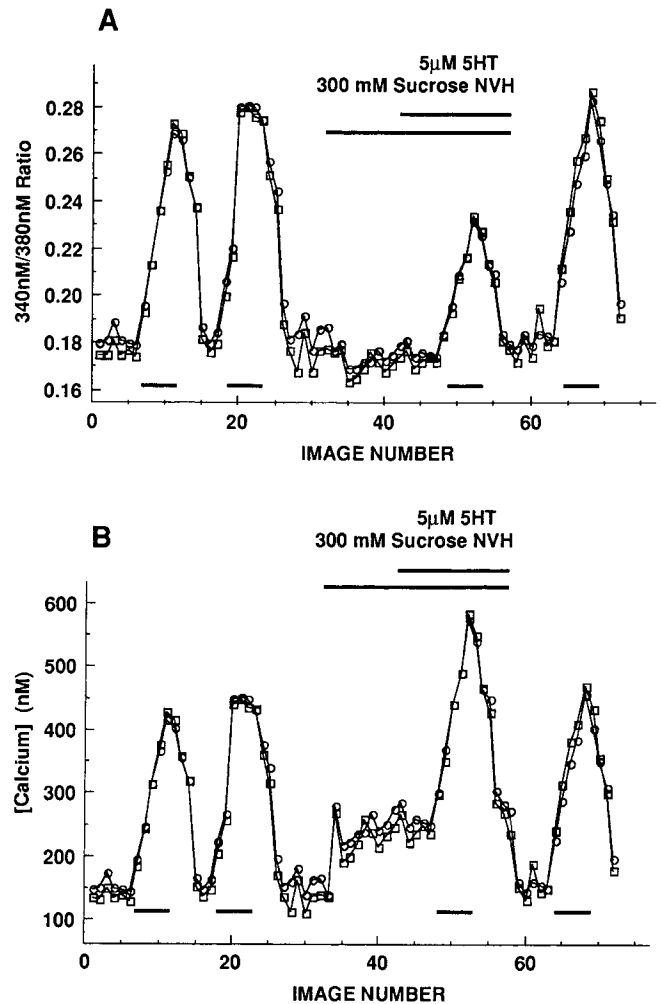 A
5µM 5HT
300 mM Sucrose NVH
340nM/380nM Ratio
0.28
0.26
0.24
0.22
0.20
0.18
0.16
0
20
40
60
IMAGE NUMBER
B
5µM 5HT
300 mM Sucrose NVH
[Calcium] (nM)
600
500
400
300
200
100
0
20
40
60
IMAGE NUMBER